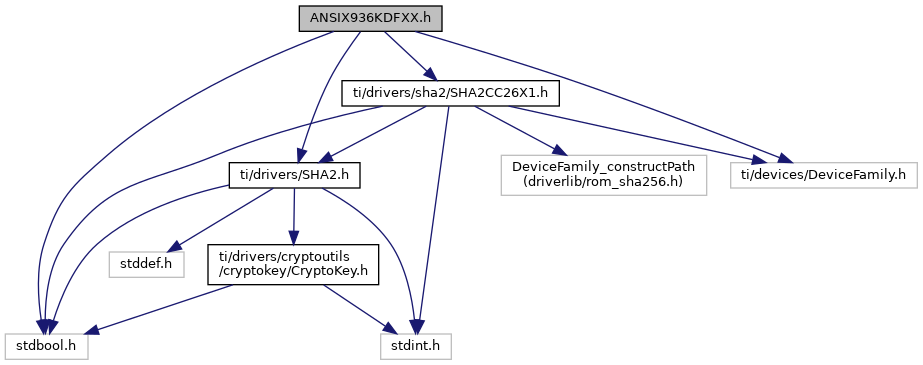 ANSIX936KDFXX.h
ti/drivers/sha2/SHA2CC26X1.h
ti/drivers/SHA2.h
DeviceFamily_constructPath
(driverlib/rom_sha256.h)
ti/devices/DeviceFamily.h
stddef.h
ti/drivers/cryptoutils
/cryptokey/CryptoKey.h
stdbool.h
stdint.h